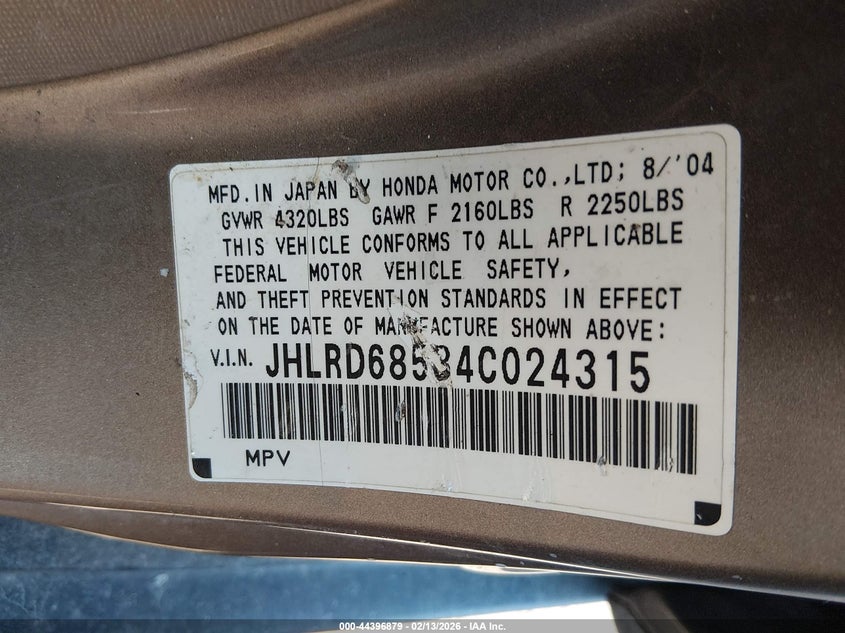 MFD.IN JAPAN BY HONDA MOTOR CO.,LTD; 8/'04
GVWR 4320LBS GAWR F 2160LBS R 2250LBS
THIS VEHICLE CONFORMS TO ALL APPLICABLE
FEDERAL MOTOR VEHICLE SAFETY,
AND THEFT PREVENTION STANDARDS IN EFFECT
ON THE DATE OF MANUFACTURE SHOWN ABOVE:
V.I.N. JHLRD68534C024315
MPV
000-44396879 - 02/13/2026 - IAA Inc.